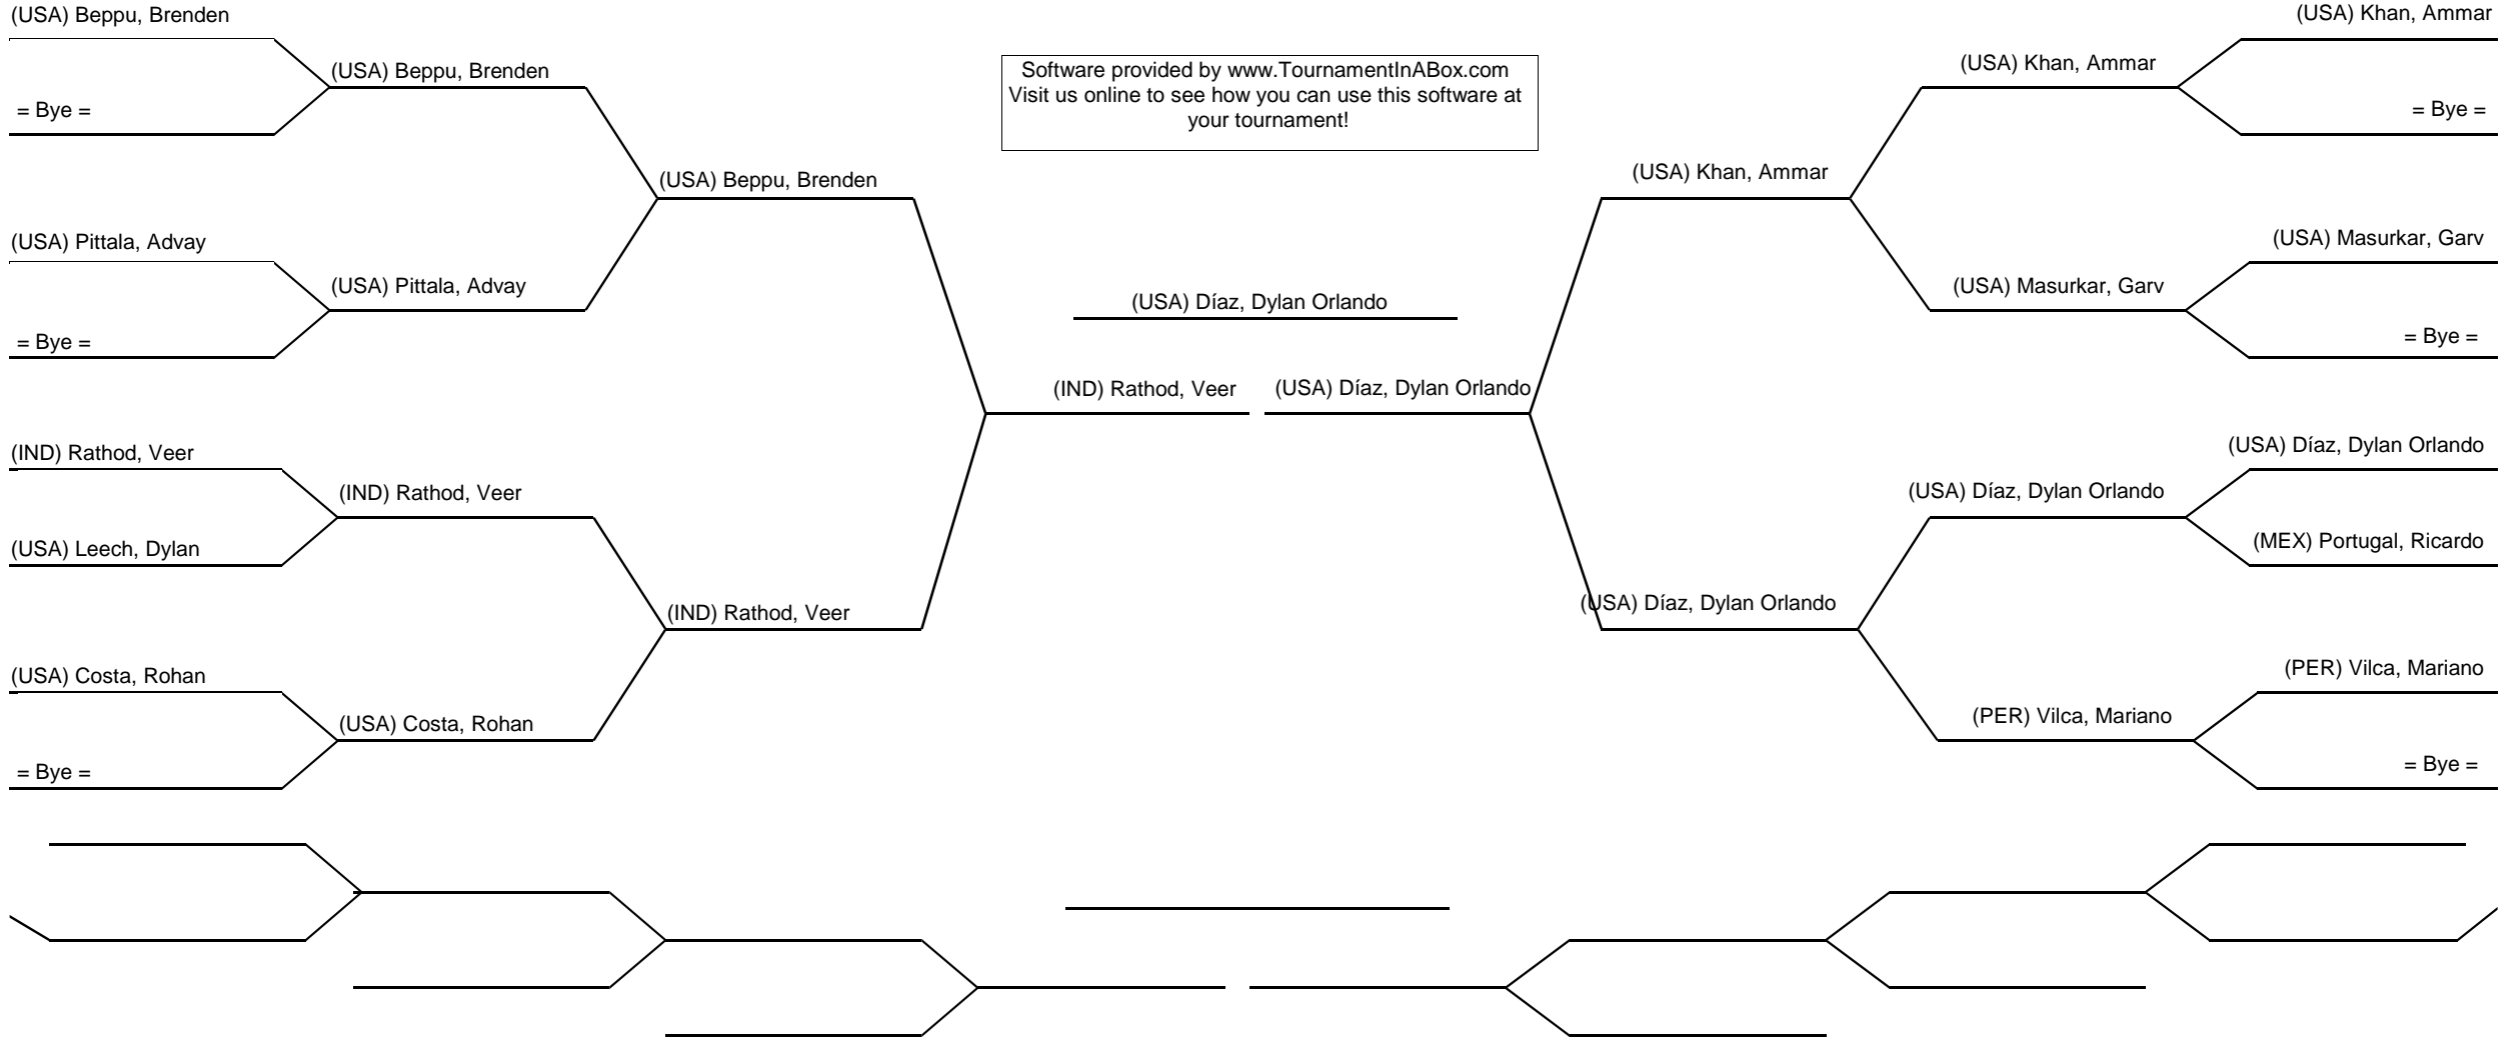 (USA) Beppu, Brenden
= Bye =
(USA) Pittala, Advay
= Bye =
(IND) Rathod, Veer
(USA) Leech, Dylan
(USA) Costa, Rohan
= Bye =
(USA) Beppu, Brenden
(USA) Pittala, Advay
(IND) Rathod, Veer
(USA) Costa, Rohan
(USA) Beppu, Brenden
(IND) Rathod, Veer
Software provided by www.TournamentInABox.com
Visit us online to see how you can use this software at
your tournament!
(USA) Díaz, Dylan Orlando
(IND) Rathod, Veer
(USA) Díaz, Dylan Orlando
(USA) Khan, Ammar
(USA) Díaz, Dylan Orlando
(USA) Khan, Ammar
(USA) Masurkar, Garv
(USA) Díaz, Dylan Orlando
(PER) Vilca, Mariano
(USA) Khan, Ammar
= Bye =
(USA) Masurkar, Garv
= Bye =
(USA) Díaz, Dylan Orlando
(MEX) Portugal, Ricardo
(PER) Vilca, Mariano
= Bye =